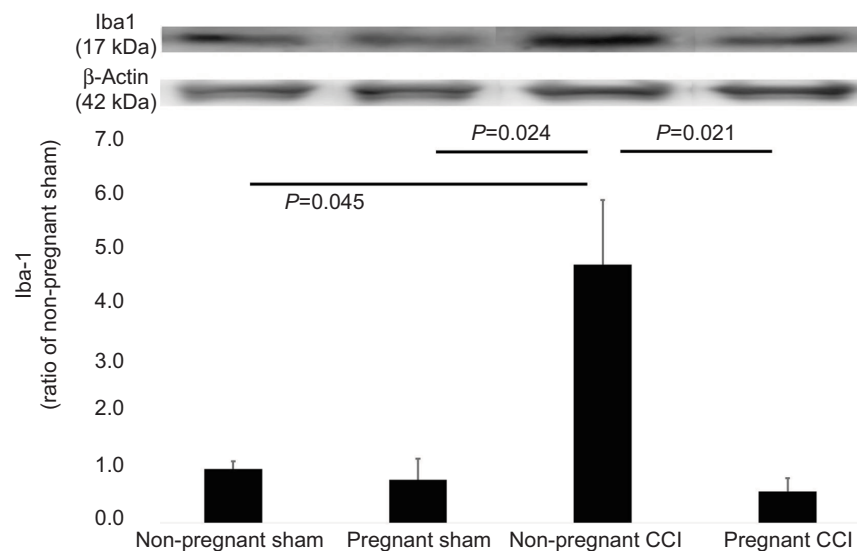 Iba1
(17 kDa)
β-Actin
(42 kDa)
7.0
6.0
5.0
4.0
3.0
2.0
1.0
0.0
Iba-1
(ratio of non-pregnant sham)
P=0.024
P=0.021
P=0.045
Non-pregnant sham
Pregnant sham
Non-pregnant CCI
Pregnant CCI